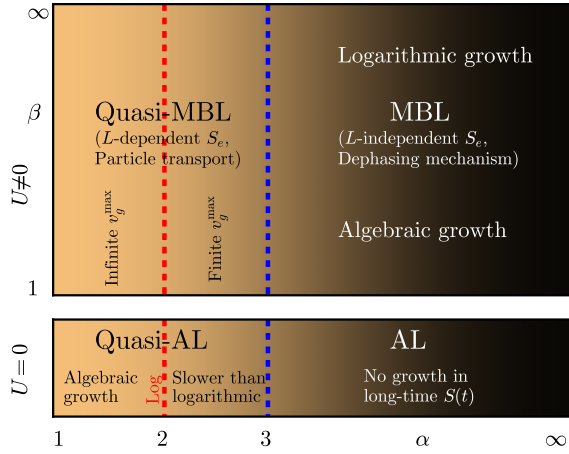 ∞
Logarithmic growth
β
Quasi-MBL
MBL
(L-dependent Sₑ,
Particle transport)
(L-independent Sₑ,
Dephasing mechanism)
U≠0
Infinite v_g^max
Finite v_g^max
Algebraic growth
1
Quasi-AL
AL
U = 0
Algebraic
growth
Log
Slower than
logarithmic
No growth in
long-time S(t)
1
2
3
α
∞